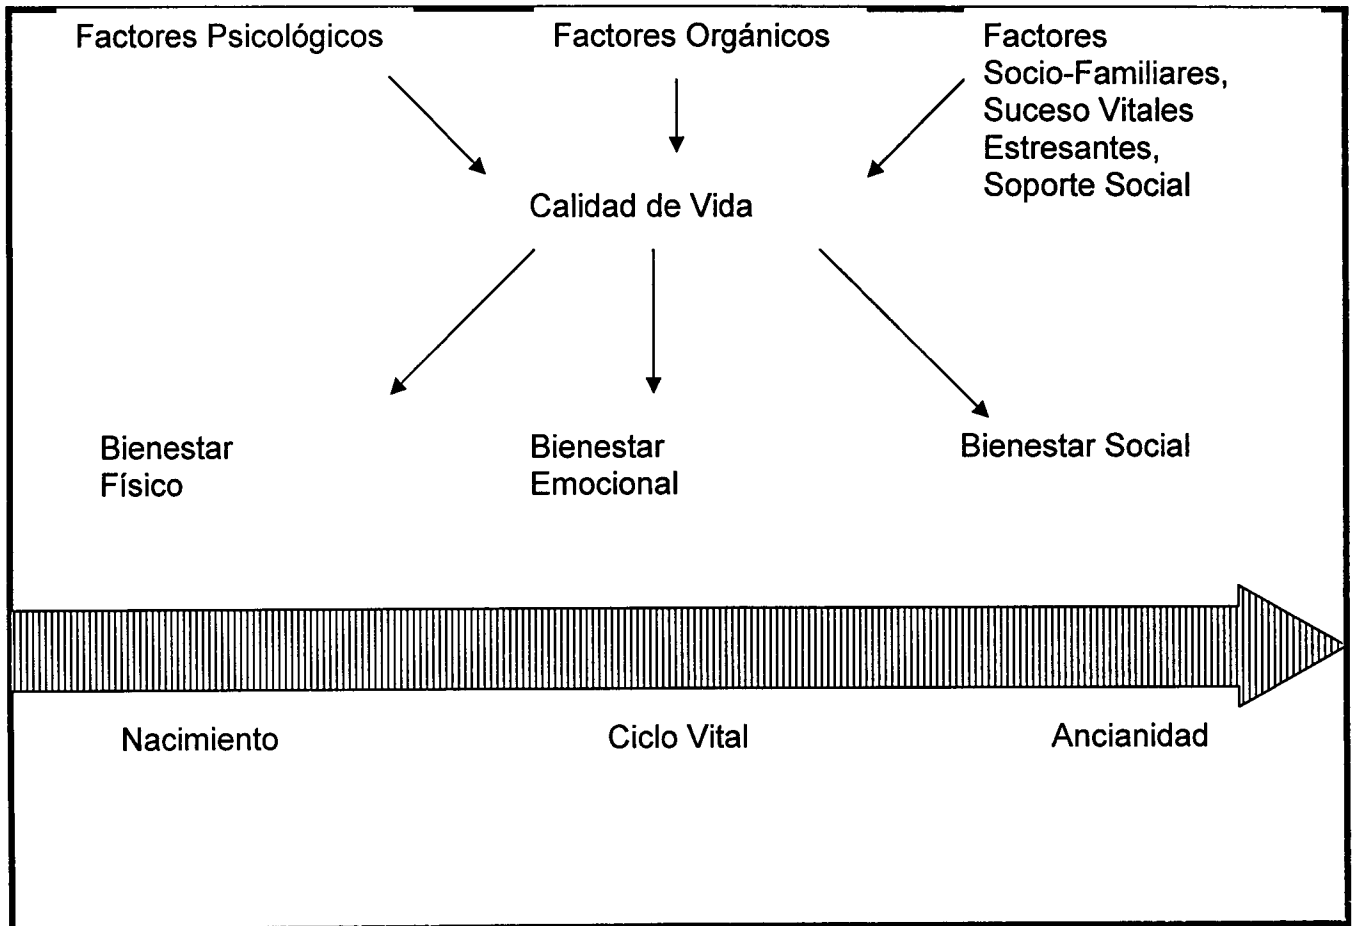 Factores Psicológicos
Factores Orgánicos
Factores
Socio-Familiares,
Suceso Vitales
Estresantes,
Soporte Social
Calidad de Vida
Bienestar
Físico
Bienestar
Emocional
Bienestar Social
Nacimiento
Ciclo Vital
Ancianidad